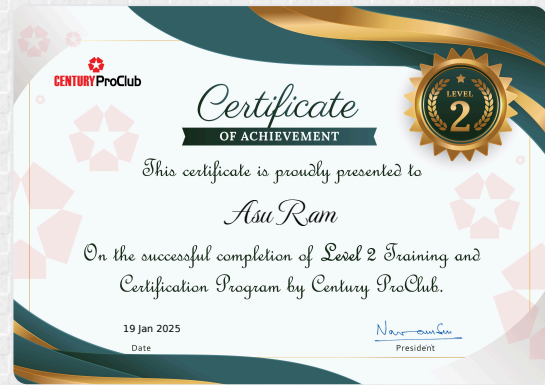 CENTURY ProClub
Certificate
OF ACHIEVEMENT
LEVEL
2
This certificate is proudly presented to
Asu Ram
On the successful completion of Level 2 Training and
Certification Program by Century ProClub.
19 Jan 2025
Date
President